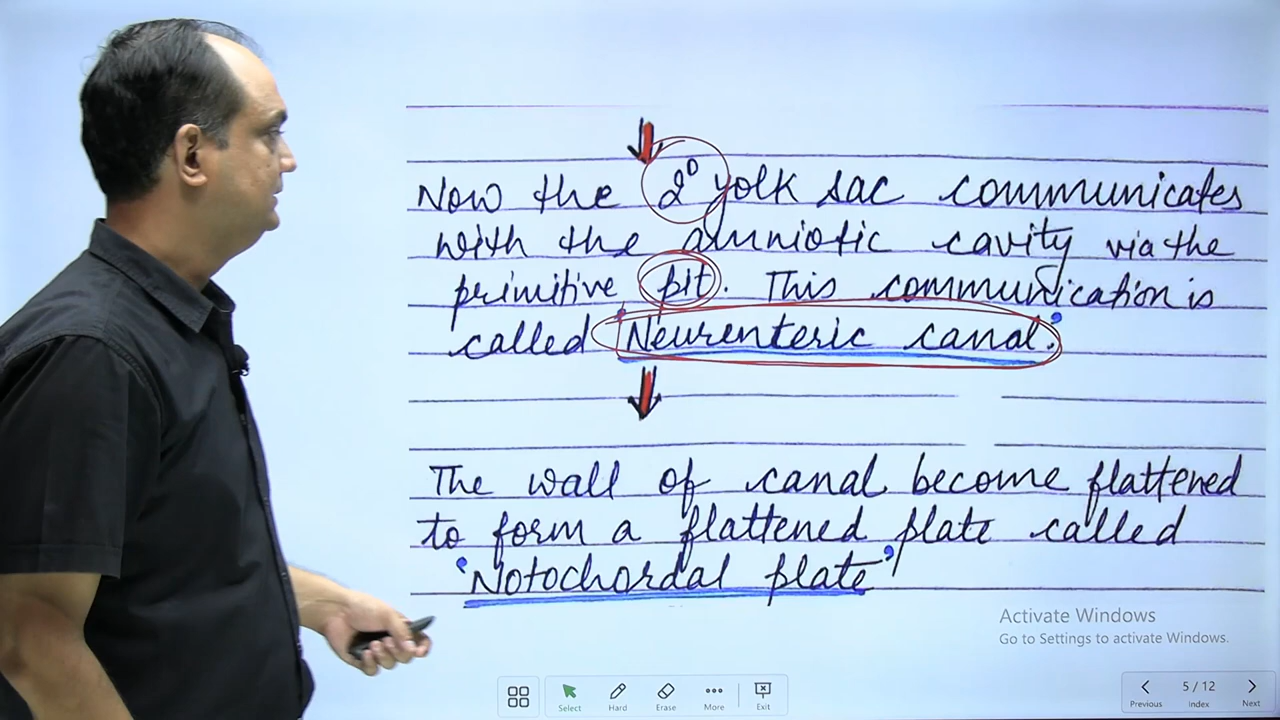 Now the 2° yolk sac communicates
with the amniotic cavity via the
primitive pit. This communication is
called 'Neurenteric canal.'
The wall of canal become flattened
to form a flattened plate called
'Notochordal plate'
Activate Windows
Go to Settings to activate Windows.
Select
Hard
Erase
More
Exit
Previous
5 / 12
Index
Next